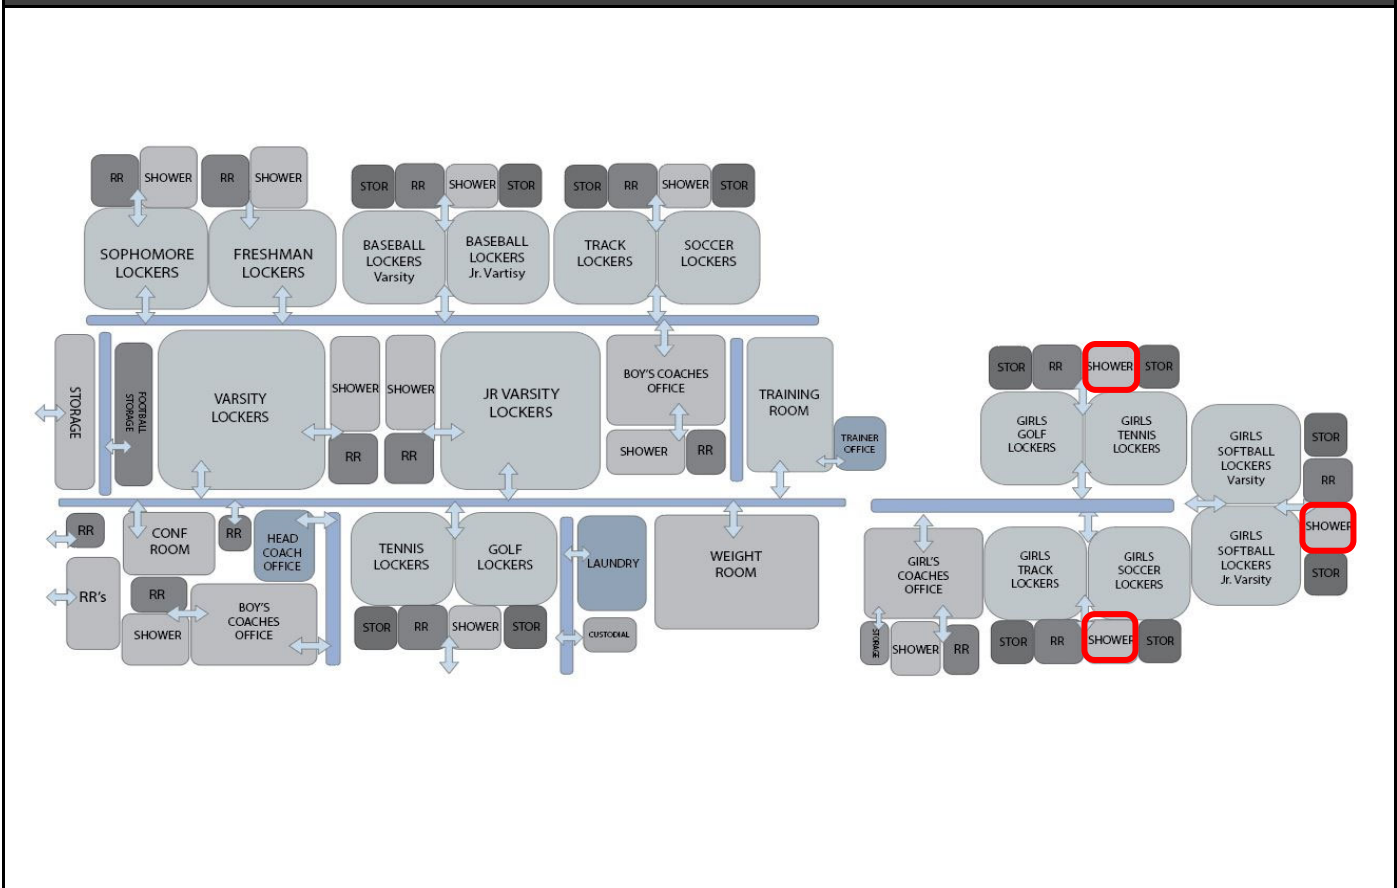 RR
SHOWER
RR
SHOWER
STOR
RR
SHOWER
STOR
STOR
RR
SHOWER
STOR
SOPHOMORE
LOCKERS
FRESHMAN
LOCKERS
BASEBALL
LOCKERS
Varsity
BASEBALL
LOCKERS
Jr. Vartisy
TRACK
LOCKERS
SOCCER
LOCKERS
STORAGE
FOOTBALL
STORAGE
VARSITY
LOCKERS
SHOWER
SHOWER
RR
RR
JR VARSITY
LOCKERS
BOY'S COACHES
OFFICE
SHOWER
RR
TRAINING
ROOM
TRAINER
OFFICE
RR
CONF
ROOM
RR
HEAD
COACH
OFFICE
RR's
RR
SHOWER
BOY'S
COACHES
OFFICE
TENNIS
LOCKERS
GOLF
LOCKERS
STOR
RR
SHOWER
STOR
LAUNDRY
CUSTODIAL
WEIGHT
ROOM
STOR
RR
SHOWER
STOR
GIRLS
GOLF
LOCKERS
GIRLS
TENNIS
LOCKERS
GIRLS
SOFTBALL
LOCKERS
Varsity
STOR
RR
SHOWER
STOR
GIRLS
SOFTBALL
LOCKERS
Jr. Varsity
GIRL'S
COACHES
OFFICE
GIRLS
TRACK
LOCKERS
GIRLS
SOCCER
LOCKERS
STORAGE
SHOWER
RR
STOR
RR
SHOWER
STOR